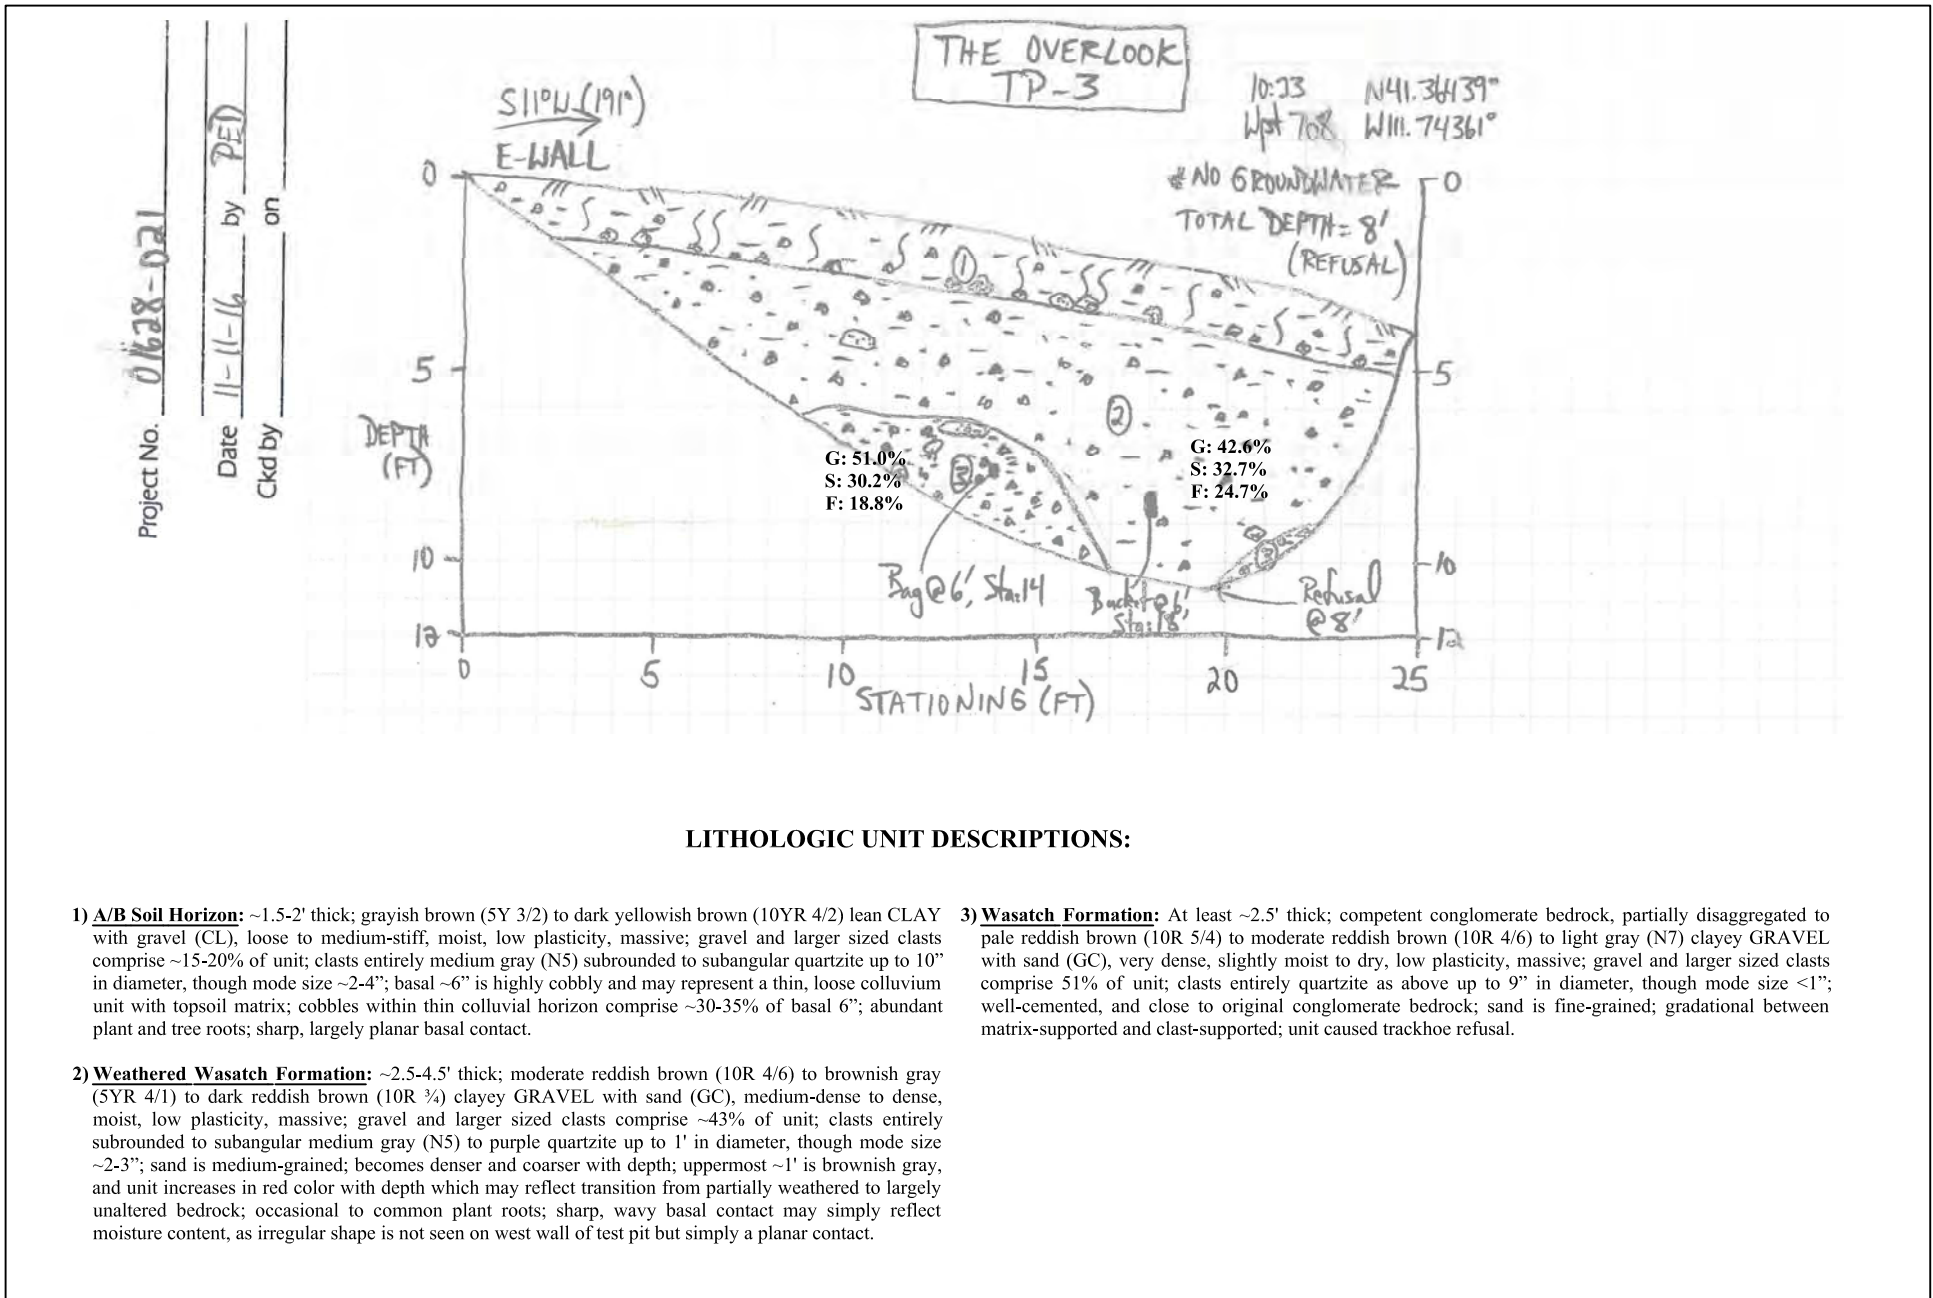 THE OVERLOOK
TP-3
S11°W (191°)
E-WALL
10:33 N41.36439°
Wpt 708 W111.74361°
* NO GROUNDWATER
TOTAL DEPTH = 8'
(REFUSAL)
Project No. 01628-021
Date 11-11-16 by PED
Ckd by on
0
5
10
12
DEPTH
(FT)
0
5
10
12
1
2
3
3
G: 51.0%
S: 30.2%
F: 18.8%
G: 42.6%
S: 32.7%
F: 24.7%
Bag @ 6', Sta:14
Bucket @ 6',
Sta:18'
Refusal
@ 8'
0 5 10 15 20 25
STATIONING (FT)
LITHOLOGIC UNIT DESCRIPTIONS:
1) A/B Soil Horizon: ~1.5-2' thick; grayish brown (5Y 3/2) to dark yellowish brown (10YR 4/2) lean CLAY
with gravel (CL), loose to medium-stiff, moist, low plasticity, massive; gravel and larger sized clasts
comprise ~15-20% of unit; clasts entirely medium gray (N5) subrounded to subangular quartzite up to 10”
in diameter, though mode size ~2-4”; basal ~6” is highly cobbly and may represent a thin, loose colluvium
unit with topsoil matrix; cobbles within thin colluvial horizon comprise ~30-35% of basal 6”; abundant
plant and tree roots; sharp, largely planar basal contact.
2) Weathered Wasatch Formation: ~2.5-4.5' thick; moderate reddish brown (10R 4/6) to brownish gray
(5YR 4/1) to dark reddish brown (10R ¾) clayey GRAVEL with sand (GC), medium-dense to dense,
moist, low plasticity, massive; gravel and larger sized clasts comprise ~43% of unit; clasts entirely
subrounded to subangular medium gray (N5) to purple quartzite up to 1' in diameter, though mode size
~2-3”; sand is medium-grained; becomes denser and coarser with depth; uppermost ~1' is brownish gray,
and unit increases in red color with depth which may reflect transition from partially weathered to largely
unaltered bedrock; occasional to common plant roots; sharp, wavy basal contact may simply reflect
moisture content, as irregular shape is not seen on west wall of test pit but simply a planar contact.
3) Wasatch Formation: At least ~2.5' thick; competent conglomerate bedrock, partially disaggregated to
pale reddish brown (10R 5/4) to moderate reddish brown (10R 4/6) to light gray (N7) clayey GRAVEL
with sand (GC), very dense, slightly moist to dry, low plasticity, massive; gravel and larger sized clasts
comprise 51% of unit; clasts entirely quartzite as above up to 9” in diameter, though mode size <1”;
well-cemented, and close to original conglomerate bedrock; sand is fine-grained; gradational between
matrix-supported and clast-supported; unit caused trackhoe refusal.